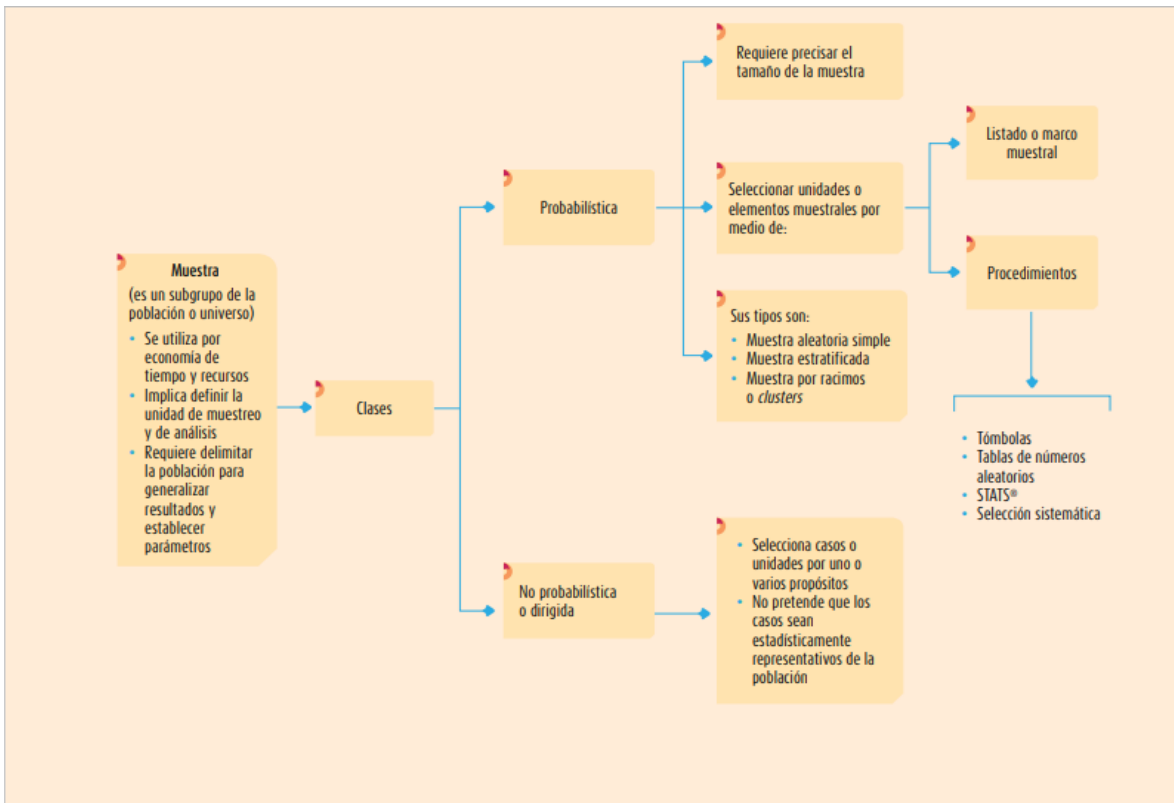 Muestra
(es un subgrupo de la
población o universo)
• Se utiliza por
economía de
tiempo y recursos
• Implica definir la
unidad de muestreo
y de análisis
• Requiere delimitar
la población para
generalizar
resultados y
establecer
parámetros
Clases
Probabilística
Requiere precisar el
tamaño de la muestra
Seleccionar unidades o
elementos muestrales por
medio de:
Listado o marco
muestral
Procedimientos
• Tómbolas
• Tablas de números
aleatorios
• STATS®
• Selección sistemática
Sus tipos son:
• Muestra aleatoria simple
• Muestra estratificada
• Muestra por racimos
o clusters
No probabilística
o dirigida
• Selecciona casos o
unidades por uno o
varios propósitos
• No pretende que los
casos sean
estadísticamente
representativos de la
población